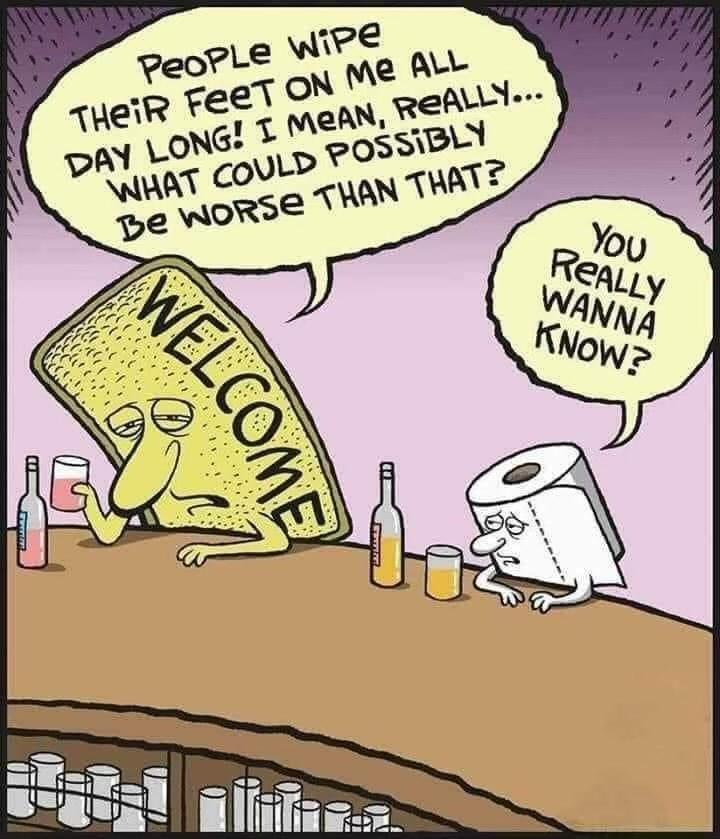 PeoPLe WiPe
THeiR FeeT ON Me ALL
DAY LONG! I MeAN, ReALLY...
WHAT COULD POSSiBLY
Be WORSe THAN THAT?
YOU
ReALLY
WANNA
KNOW?
WELCOME